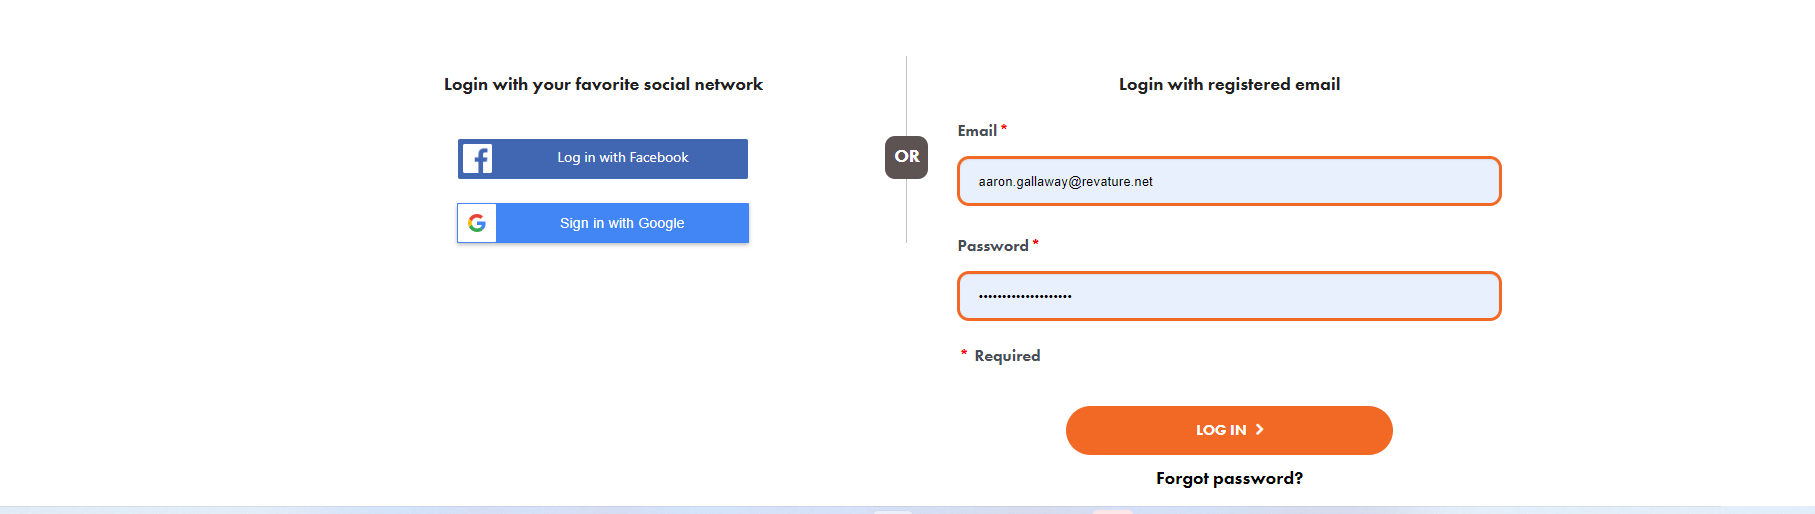 Login with your favorite social network
Log in with Facebook
Sign in with Google
OR
Login with registered email
Email *
aaron.gallaway@revature.net
Password *
••••••••••••••••••••
* Required
LOG IN >
Forgot password?